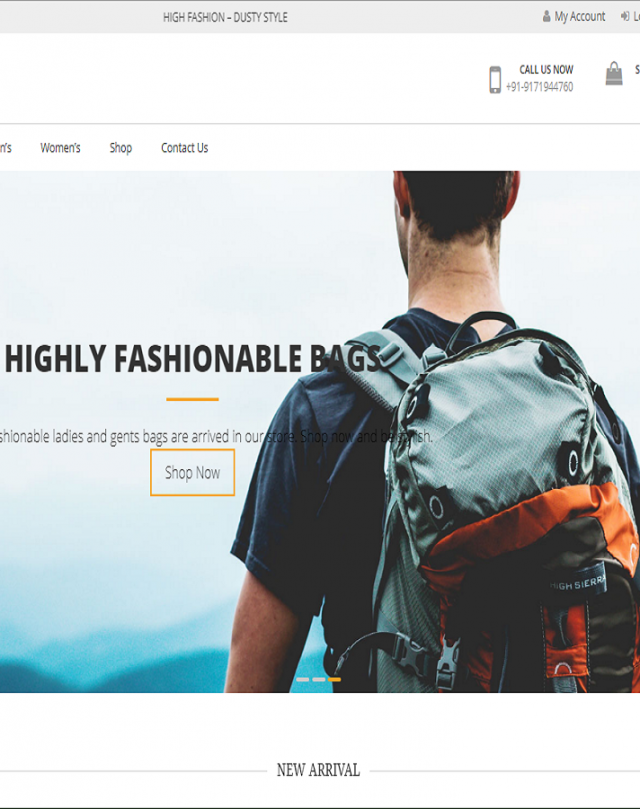 HIGH FASHION – DUSTY STYLE
My Account
CALL US NOW
+91-9171944760
Women's
Shop
Contact Us
HIGHLY FASHIONABLE BAGS
ladies and gents bags are arrived in our store. Shop now and be stylish.
Shop Now
HIGH SIERRA
NEW ARRIVAL